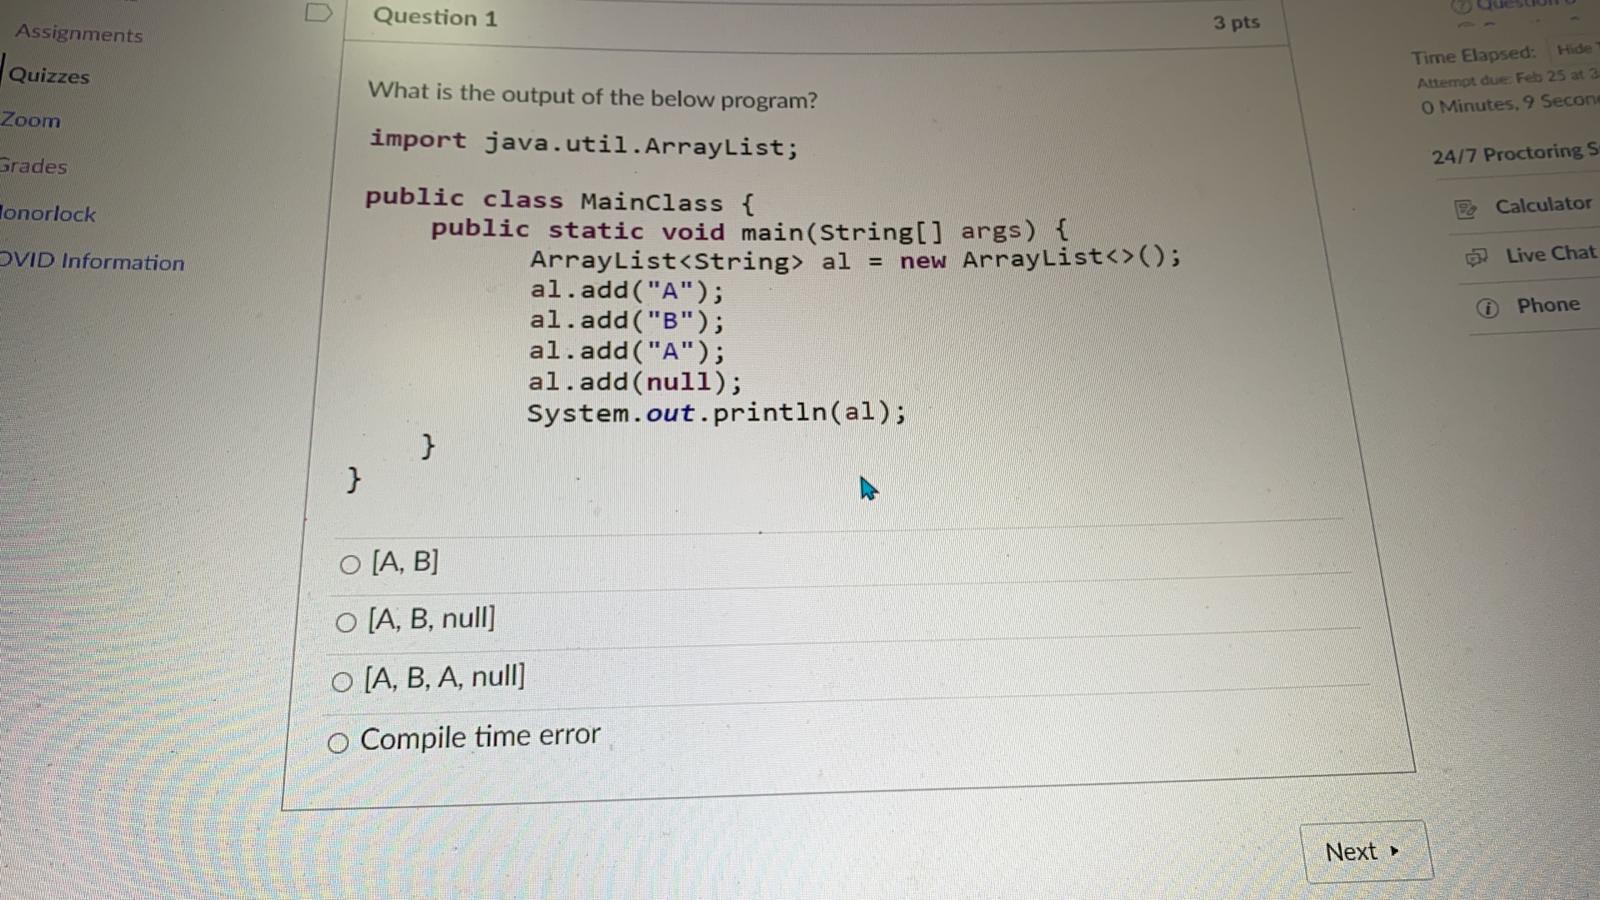 Assignments
Quizzes
Zoom
Grades
onorlock
OVID Information
Question 1
3 pts
What is the output of the below program?
import java.util.ArrayList;
public class MainClass {
public static void main(String[] args) {
ArrayList<String> al = new ArrayList<>();
al.add("A");
al.add("B");
al.add("A");
al.add(null);
System.out.println(al);
}
}
[A, B]
[A, B, null]
[A, B, A, null]
Compile time error
Next
Time Elapsed: Hide
Attempt due: Feb 25 at 3
0 Minutes, 9 Secon
24/7 Proctoring S
Calculator
Live Chat
Phone